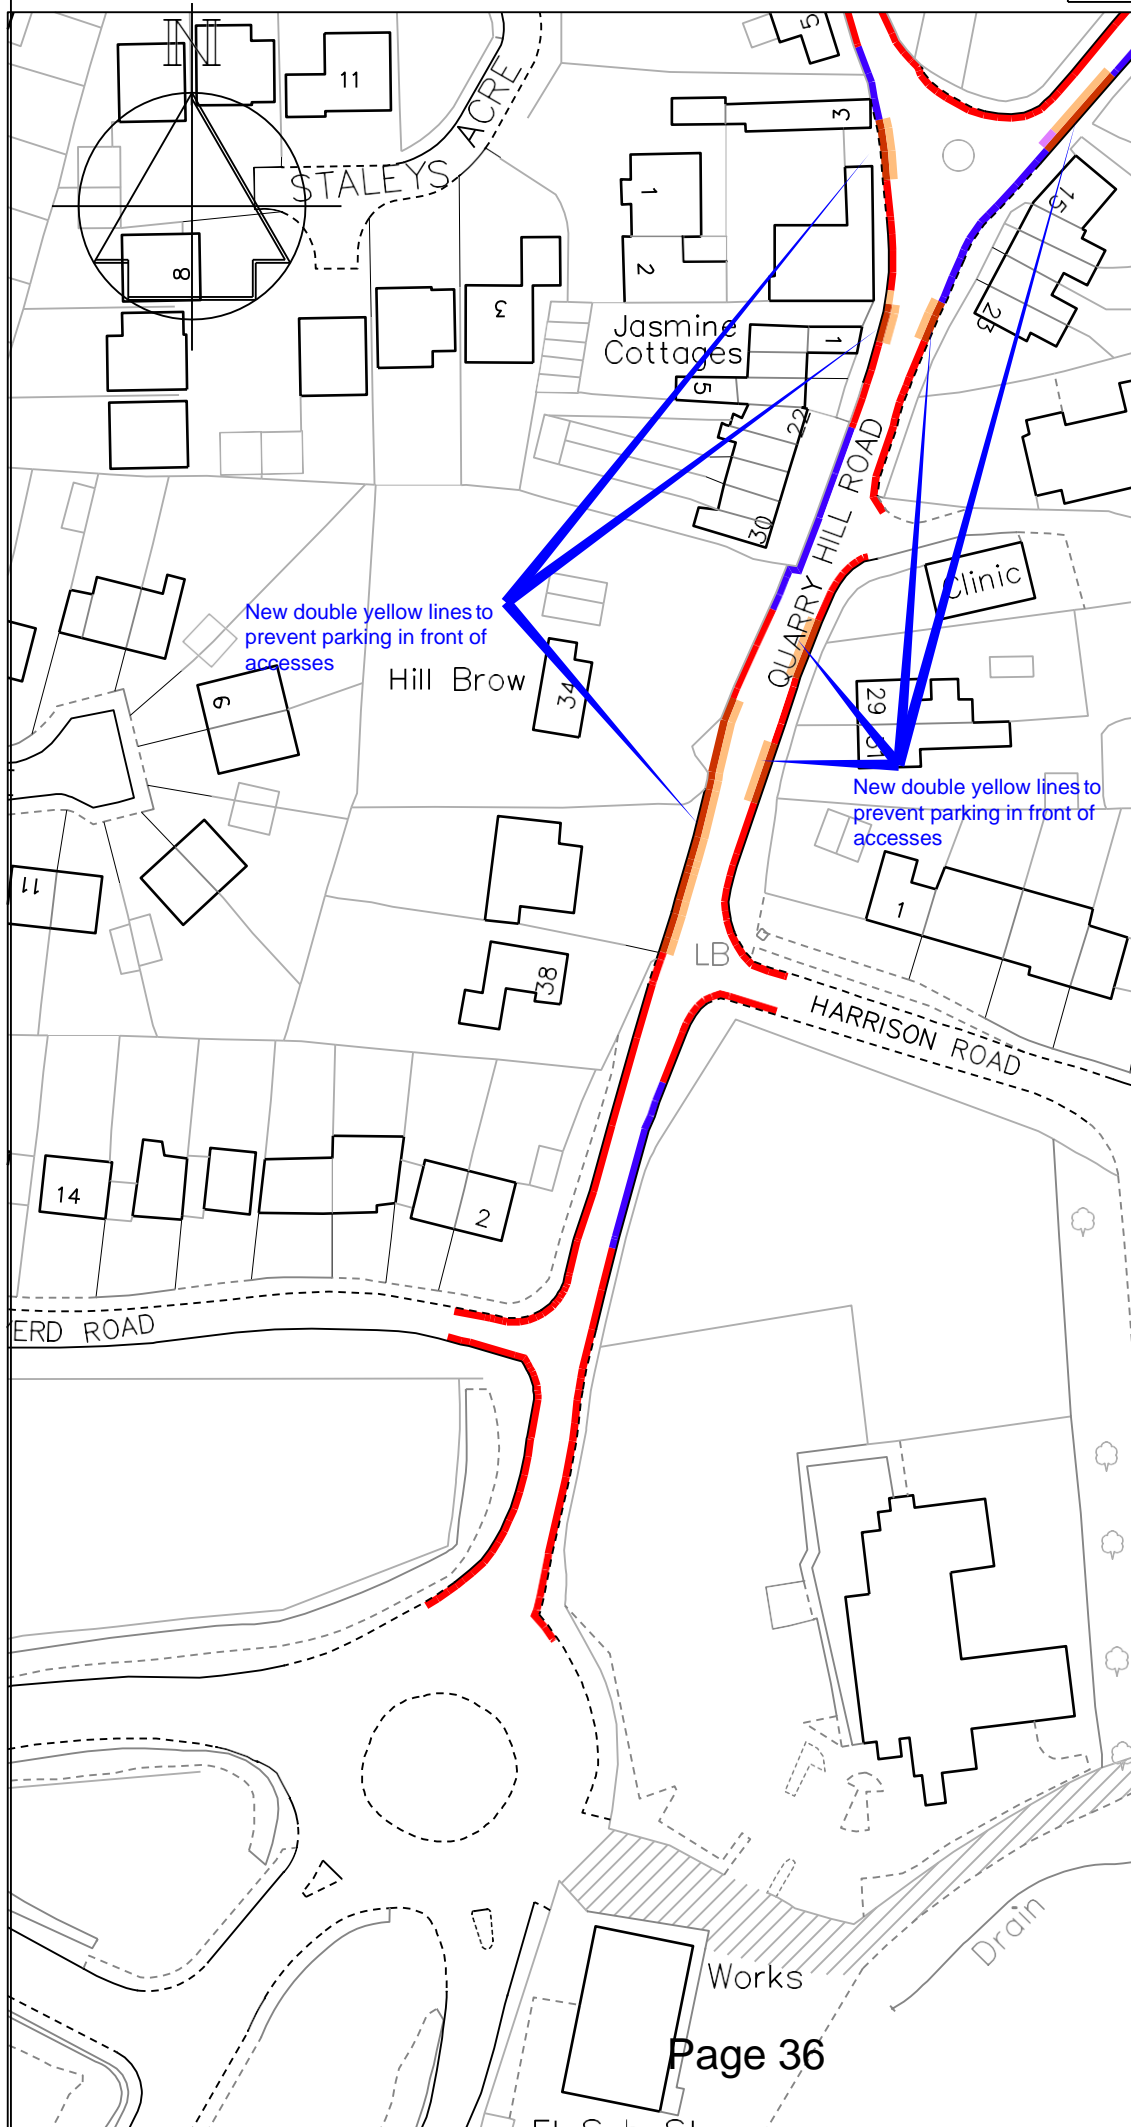 N
11
STALEYS ACRE
8
3
5
3
1
2
15
23
Jasmine
Cottages
1
5
22
30
QUARRY HILL ROAD
Clinic
New double yellow lines to
prevent parking in front of
accesses
Hill Brow
34
29
31
6
New double yellow lines to
prevent parking in front of
accesses
11
1
LB
38
HARRISON ROAD
14
2
ERD ROAD
Drain
Works
Page 36